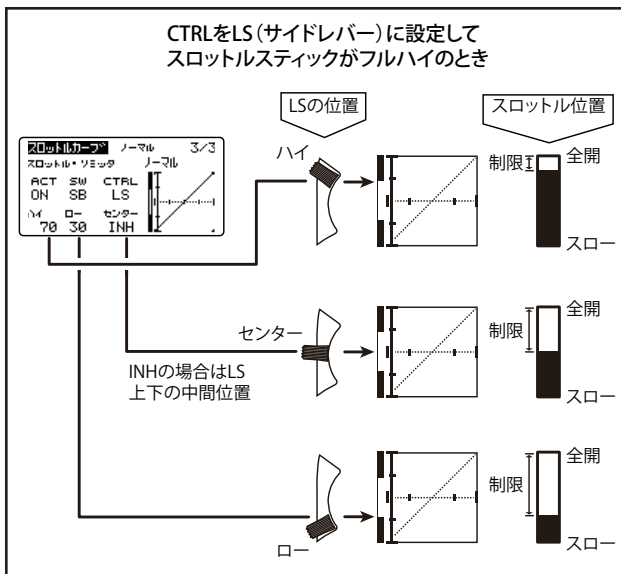 CTRLをLS(サイドレバー)に設定して
スロットルスティックがフルハイのとき
LSの位置
スロットル位置
スロットルカーブ ノーマル 3/3
スロットル・リミッタ ノーマル
ACT SW CTRL
ON SB LS
ハイ ロー センター
70 30 INH
ハイ
制限
全開
スロー
センター
INHの場合はLS
上下の中間位置
制限
全開
スロー
ロー
制限
全開
スロー